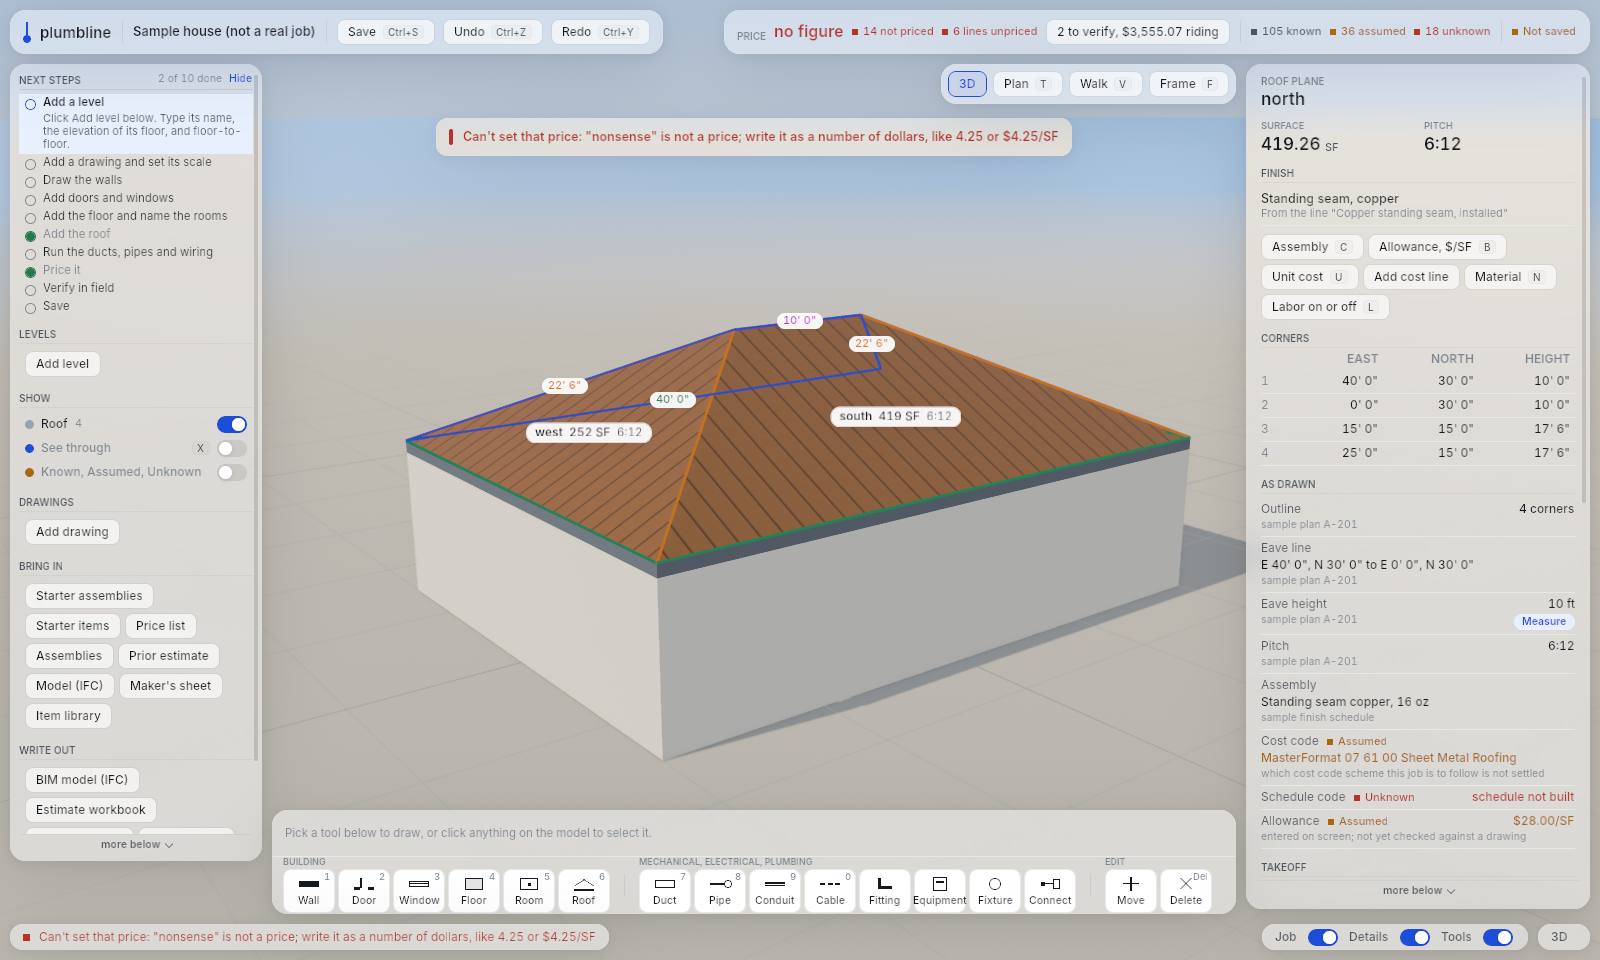 plumbline
Sample house (not a real job)
Save Ctrl+S
Undo Ctrl+Z
Redo Ctrl+Y
PRICE no figure
14 not priced
6 lines unpriced
2 to verify, $3,555.07 riding
105 known
36 assumed
18 unknown
Not saved
NEXT STEPS 2 of 10 done Hide
Add a level
Click Add level below. Type its name,
the elevation of its floor, and floor-to-
floor.
Add a drawing and set its scale
Draw the walls
Add doors and windows
Add the floor and name the rooms
Add the roof
Run the ducts, pipes and wiring
Price it
Verify in field
Save
LEVELS
Add level
SHOW
Roof 4
See through X
Known, Assumed, Unknown
DRAWINGS
Add drawing
BRING IN
Starter assemblies
Starter items Price list
Assemblies Prior estimate
Model (IFC) Maker's sheet
Item library
WRITE OUT
BIM model (IFC)
Estimate workbook
more below
3D
Plan T
Walk V
Frame F
Can't set that price: "nonsense" is not a price; write it as a number of dollars, like 4.25 or $4.25/SF
10' 0"
22' 6"
22' 6"
40' 0"
south 419 SF 6:12
west 252 SF 6:12
Pick a tool below to draw, or click anything on the model to select it.
BUILDING
Wall 1
Door 2
Window 3
Floor 4
Room 5
Roof 6
MECHANICAL, ELECTRICAL, PLUMBING
Duct 7
Pipe 8
Conduit 9
Cable 0
Fitting
Equipment
Fixture
Connect
EDIT
Move
Delete Del
ROOF PLANE
north
SURFACE PITCH
419.26 SF 6:12
FINISH
Standing seam, copper
From the line "Copper standing seam, installed"
Assembly C
Allowance, $/SF B
Unit cost U
Add cost line
Material N
Labor on or off L
CORNERS
EAST NORTH HEIGHT
1 40' 0" 30' 0" 10' 0"
2 0' 0" 30' 0" 10' 0"
3 15' 0" 15' 0" 17' 6"
4 25' 0" 15' 0" 17' 6"
AS DRAWN
Outline 4 corners
sample plan A-201
Eave line
E 40' 0", N 30' 0" to E 0' 0", N 30' 0"
sample plan A-201
Eave height 10 ft
sample plan A-201 Measure
Pitch 6:12
sample plan A-201
Assembly
Standing seam copper, 16 oz
sample finish schedule
Cost code Assumed
MasterFormat 07 61 00 Sheet Metal Roofing
which cost code scheme this job is to follow is not settled
Schedule code Unknown schedule not built
Allowance Assumed $28.00/SF
entered on screen; not yet checked against a drawing
TAKEOFF
more below
Can't set that price: "nonsense" is not a price; write it as a number of dollars, like 4.25 or $4.25/SF
Job Details Tools 3D